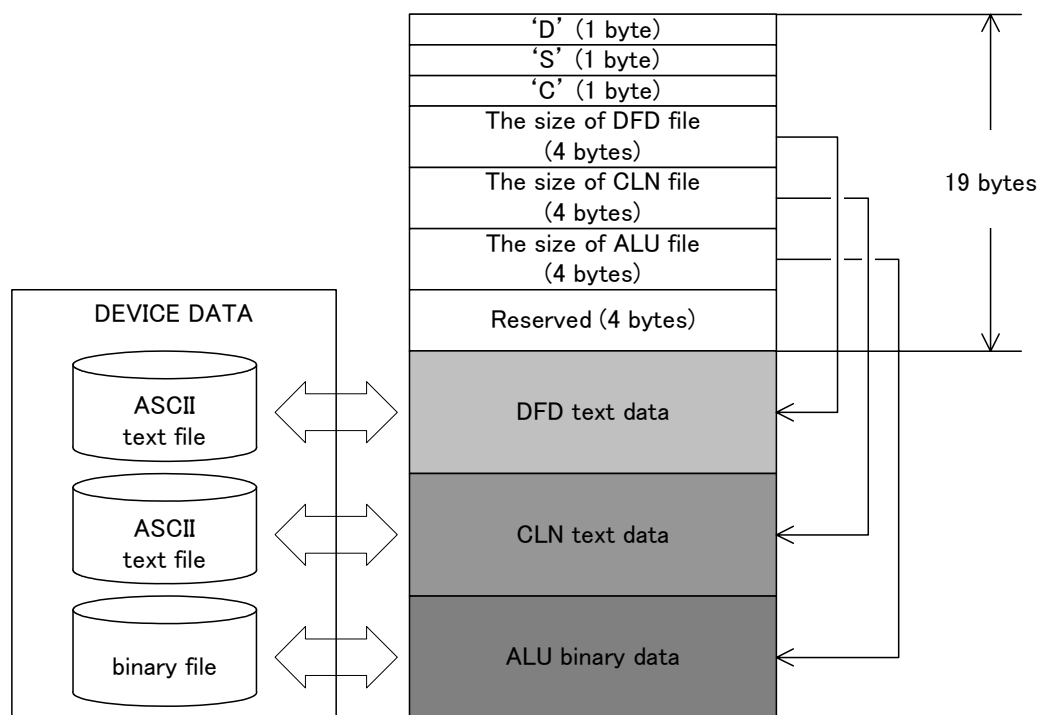 ‘D’ (1 byte)
‘S’ (1 byte)
‘C’ (1 byte)
The size of DFD file
(4 bytes)
The size of CLN file
(4 bytes)
19 bytes
The size of ALU file
(4 bytes)
Reserved (4 bytes)
DEVICE DATA
ASCII
text file
DFD text data
ASCII
text file
CLN text data
binary file
ALU binary data